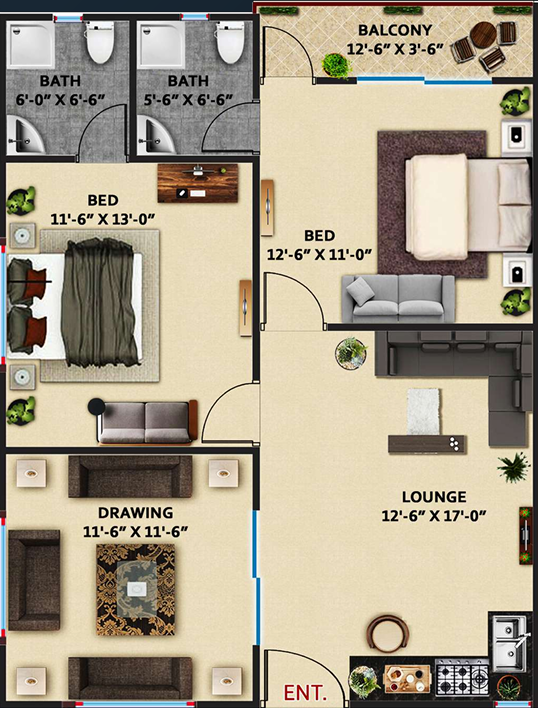 BALCONY
12'-6" X 3'-6"
BATH
6'-0" X 6'-6"
BATH
5'-6" X 6'-6"
BED
11'-6" X 13'-0"
BED
12'-6" X 11'-0"
DRAWING
11'-6" X 11'-6"
LOUNGE
12'-6" X 17'-0"
ENT.